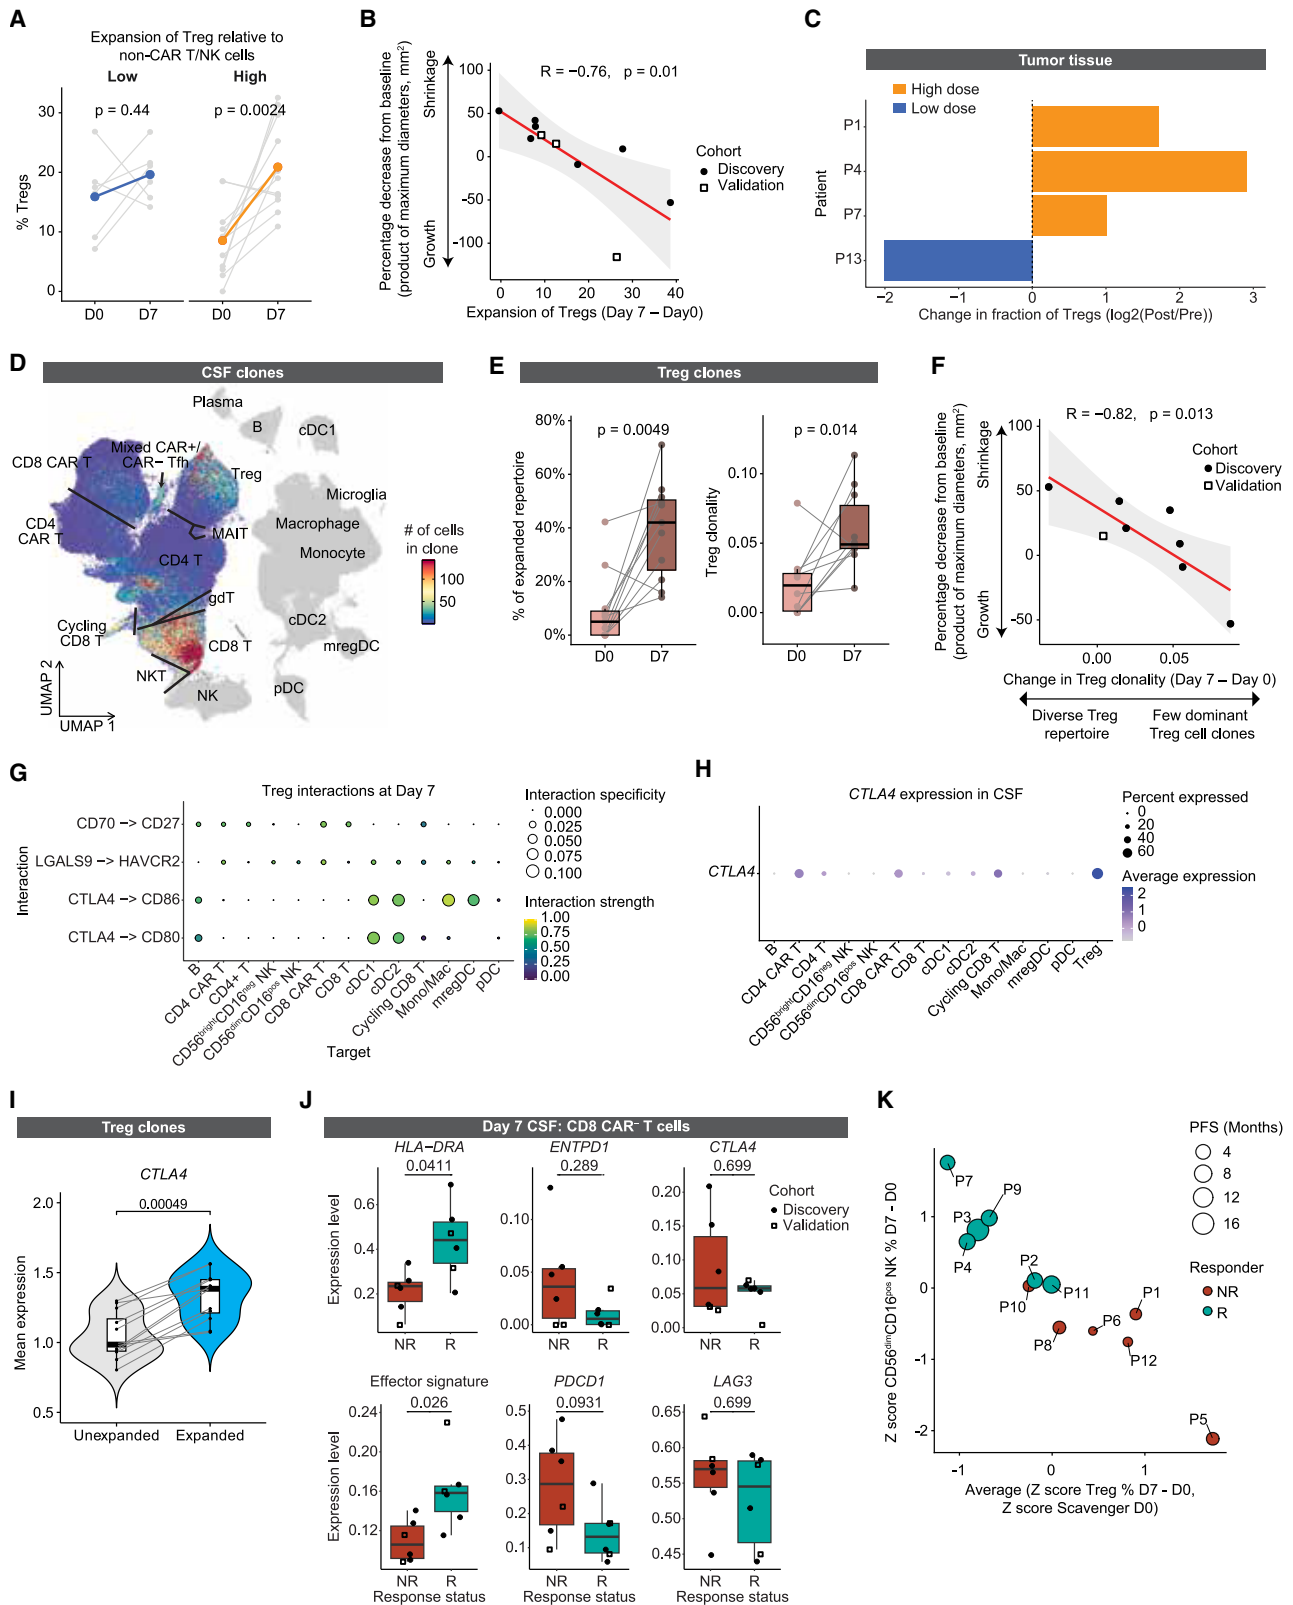 A
Expansion of Treg relative to
non-CAR T/NK cells
Low
High
p = 0.44
p = 0.0024
% Tregs
30
20
10
0
D0
D7
D0
D7
B
Percentage decrease from baseline
(product of maximum diameters, mm²)
Shrinkage
Growth
R = −0.76, p = 0.01
100
50
0
−50
−100
0
10
20
30
40
Expansion of Tregs (Day 7 − Day0)
Cohort
Discovery
Validation
C
Tumor tissue
High dose
Low dose
Patient
P1
P4
P7
P13
−2
−1
0
1
2
3
Change in fraction of Tregs (log2(Post/Pre))
D
CSF clones
Plasma
B
cDC1
Mixed CAR+/
CAR− Tfh
CD8 CAR T
Treg
Microglia
Macrophage
Monocyte
CD4
CAR T
MAIT
CD4 T
gdT
Cycling
CD8 T
CD8 T
cDC2
mregDC
NKT
NK
pDC
# of cells
in clone
100
50
UMAP 2
UMAP 1
E
Treg clones
% of expanded repertoire
p = 0.0049
80%
60%
40%
20%
0%
D0
D7
Treg clonality
p = 0.014
0.10
0.05
0.00
D0
D7
F
Percentage decrease from baseline
(product of maximum diameters, mm²)
Shrinkage
Growth
R = −0.82, p = 0.013
100
50
0
−50
0.00
0.05
Cohort
Discovery
Validation
Change in Treg clonality (Day 7 − Day 0)
Diverse Treg
repertoire
Few dominant
Treg cell clones
G
Treg interactions at Day 7
Interaction
CD70 −> CD27
LGALS9 −> HAVCR2
CTLA4 −> CD86
CTLA4 −> CD80
B
CD4 CAR T
CD4+ T
CD56brightCD16neg NK
CD56dimCD16pos NK
CD8 CAR T
CD8 T
cDC1
cDC2
Cycling CD8 T
Mono/Mac
mregDC
pDC
Target
Interaction specificity
0.000
0.025
0.050
0.075
0.100
Interaction strength
1.00
0.75
0.50
0.25
0.00
H
CTLA4 expression in CSF
CTLA4
B
CD4 CAR T
CD4 T
CD56brightCD16neg NK
CD56dimCD16pos NK
CD8 CAR T
CD8 T
cDC1
cDC2
Cycling CD8 T
Mono/Mac
mregDC
pDC
Treg
Percent expressed
0
20
40
60
Average expression
2
1
0
I
Treg clones
CTLA4
0.00049
Mean expression
2.0
1.5
1.0
0.5
Unexpanded
Expanded
J
Day 7 CSF: CD8 CAR− T cells
HLA−DRA
0.0411
Expression level
0.6
0.4
0.2
0.0
NR
R
ENTPD1
0.289
0.10
0.05
0.00
NR
R
CTLA4
0.699
0.20
0.15
0.10
0.05
0.00
NR
R
Cohort
Discovery
Validation
Effector signature
0.026
Expression level
0.24
0.20
0.16
0.12
NR
R
Response status
PDCD1
0.0931
0.5
0.4
0.3
0.2
0.1
NR
R
Response status
LAG3
0.699
0.65
0.60
0.55
0.50
0.45
NR
R
Response status
K
Z score CD56dimCD16pos NK % D7 - D0
1
0
−1
−2
−1
0
1
P7
P9
P3
P4
P2
P10
P11
P8
P6
P1
P12
P5
Average (Z score Treg % D7 - D0,
Z score Scavenger D0)
PFS (Months)
4
8
12
16
Responder
NR
R